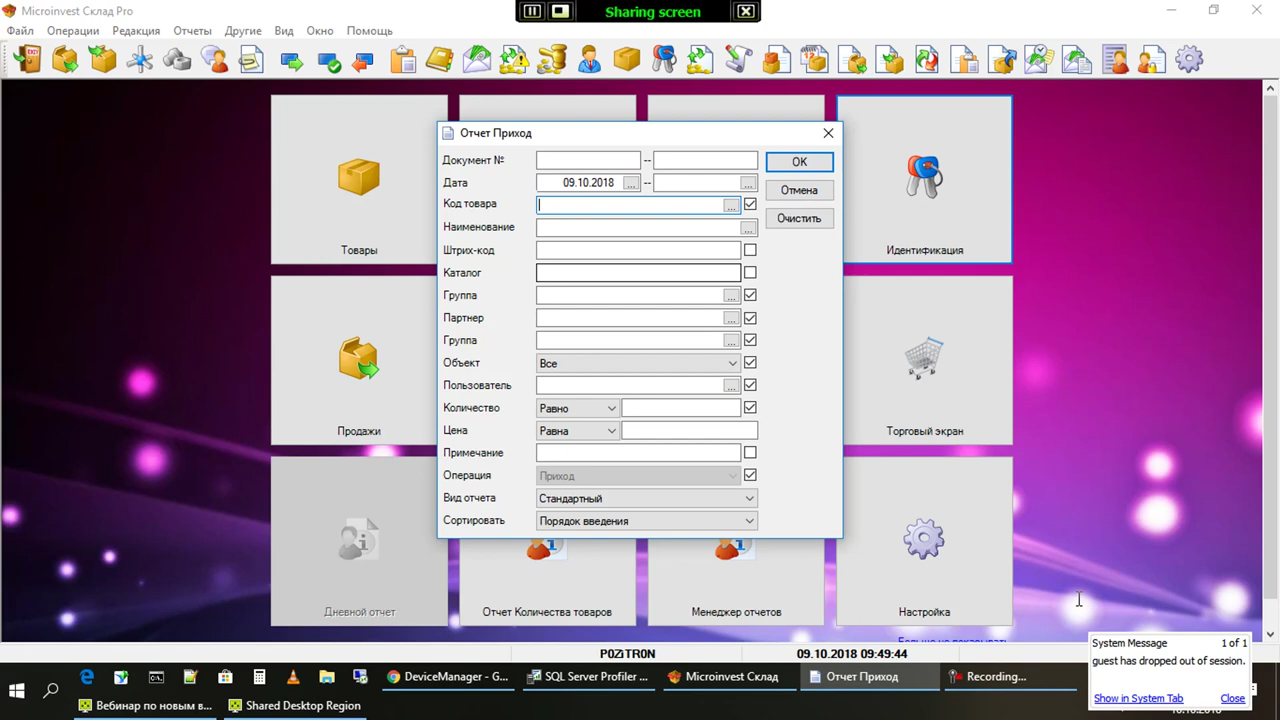 Microinvest Склад Pro
Sharing screen
Файл Операции Редакция Отчеты Другие Вид Окно Помощь
EXIT
12
Отчет Приход
Документ № --
Дата 09.10.2018 ... -- ...
Код товара ...
Наименование ...
Штрих-код
Каталог
Группа ...
Партнер ...
Группа ...
Объект Все
Пользователь ...
Количество Равно
Цена Равна
Примечание
Операция Приход
Вид отчета Стандартный
Сортировать Порядок введения
OK
Отмена
Очистить
Товары
Идентификация
Продажи
Торговый экран
Дневной отчет
Отчет Количества товаров
Менеджер отчетов
Настройка
P0ZiTR0N 09.10.2018 09:49:44
System Message 1 of 1
guest has dropped out of session.
Show in System Tab Close
DeviceManager - G... SQL Server Profiler ... Microinvest Склад Отчет Приход Recording...
Вебинар по новым в... Shared Desktop Region